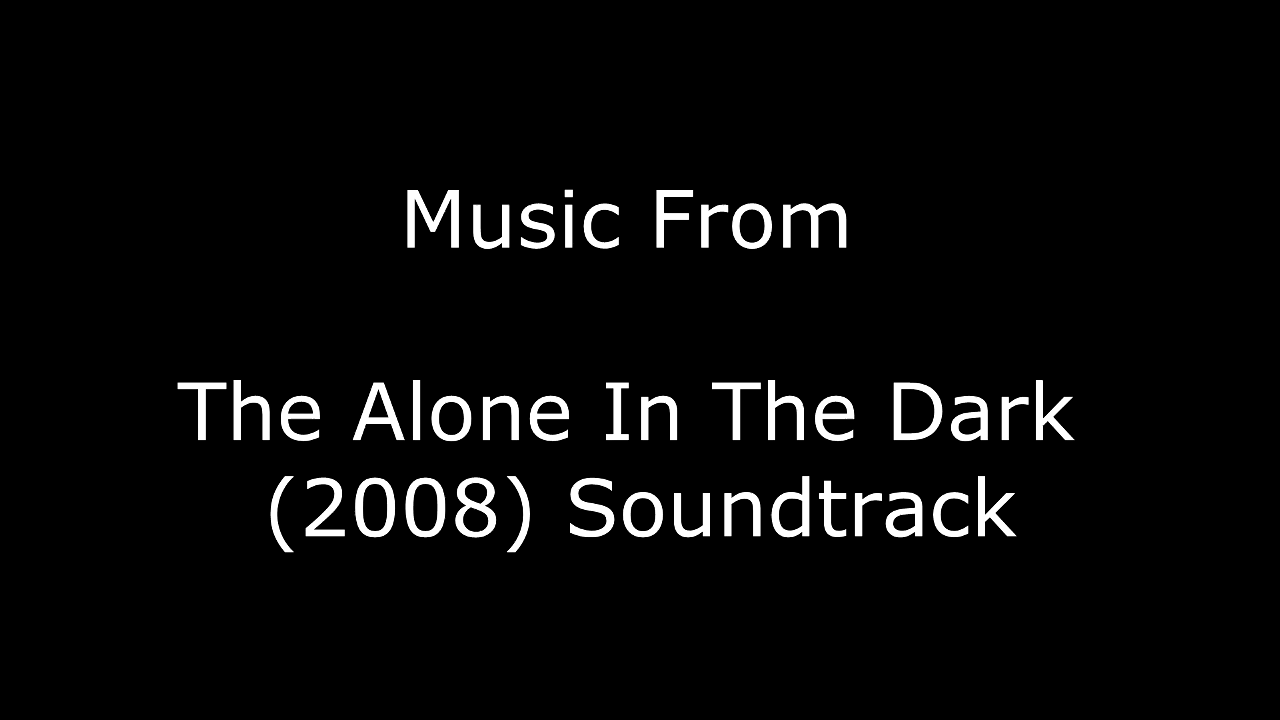 Music From
The Alone In The Dark
(2008) Soundtrack